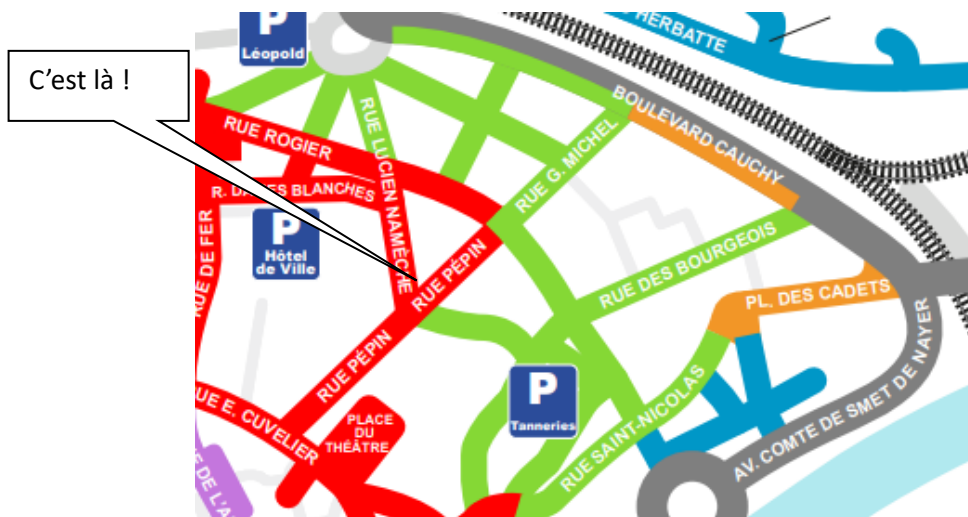 P
Léopold
HERBATTE
C’est là !
BOULEVARD CAUCHY
RUE ROGIER
RUE LUCIEN NAMÊCHE
RUE G. MICHEL
R. DAMES BLANCHES
P
Hôtel
de Ville
RUE DE FER
RUE PÉPIN
RUE DES BOURGEOIS
PL. DES CADETS
RUE PÉPIN
P
Tanneries
RUE SAINT-NICOLAS
AV. COMTE DE SMET DE NAYER
RUE E. CUVELIER
PLACE
DU
THÉÂTRE